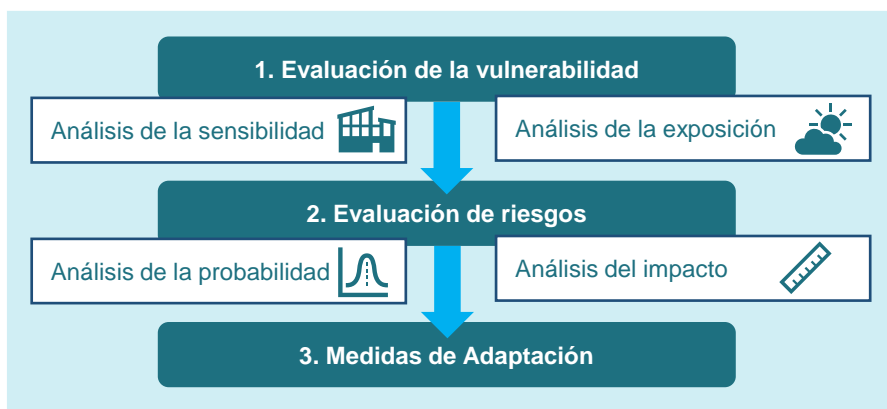 1. Evaluación de la vulnerabilidad
Análisis de la sensibilidad
Análisis de la exposición
2. Evaluación de riesgos
Análisis de la probabilidad
Análisis del impacto
3. Medidas de Adaptación